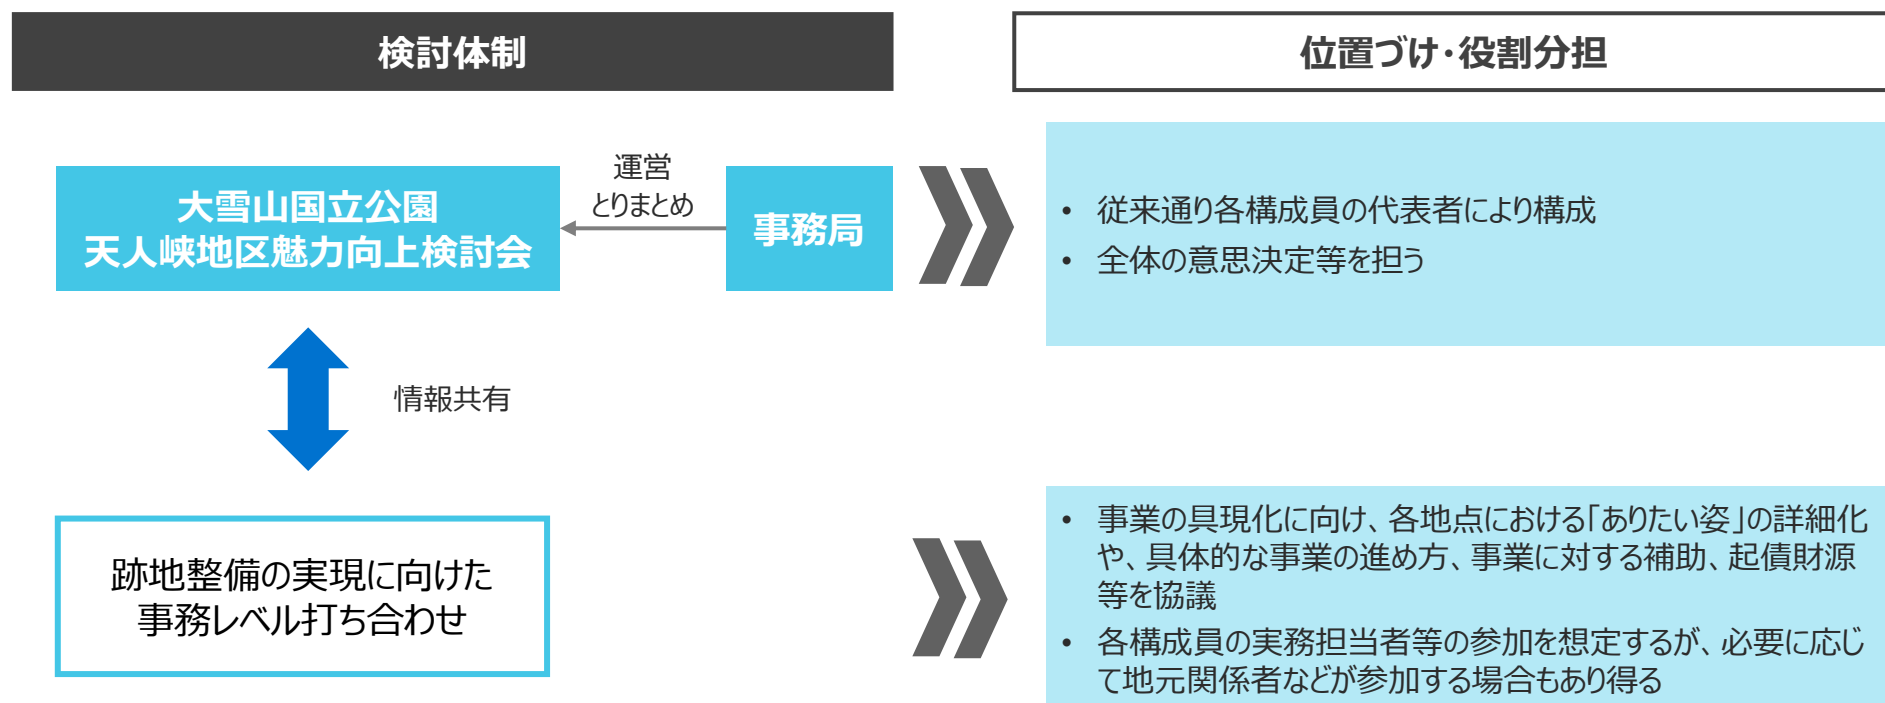 検討体制
位置づけ・役割分担
大雪山国立公園
天人峡地区魅力向上検討会
運営
とりまとめ
事務局
• 従来通り各構成員の代表者により構成
• 全体の意思決定等を担う
情報共有
跡地整備の実現に向けた
事務レベル打ち合わせ
• 事業の具現化に向け、各地点における「ありたい姿」の詳細化
や、具体的な事業の進め方、事業に対する補助、起債財源
等を協議
• 各構成員の実務担当者等の参加を想定するが、必要に応じ
て地元関係者などが参加する場合もあり得る